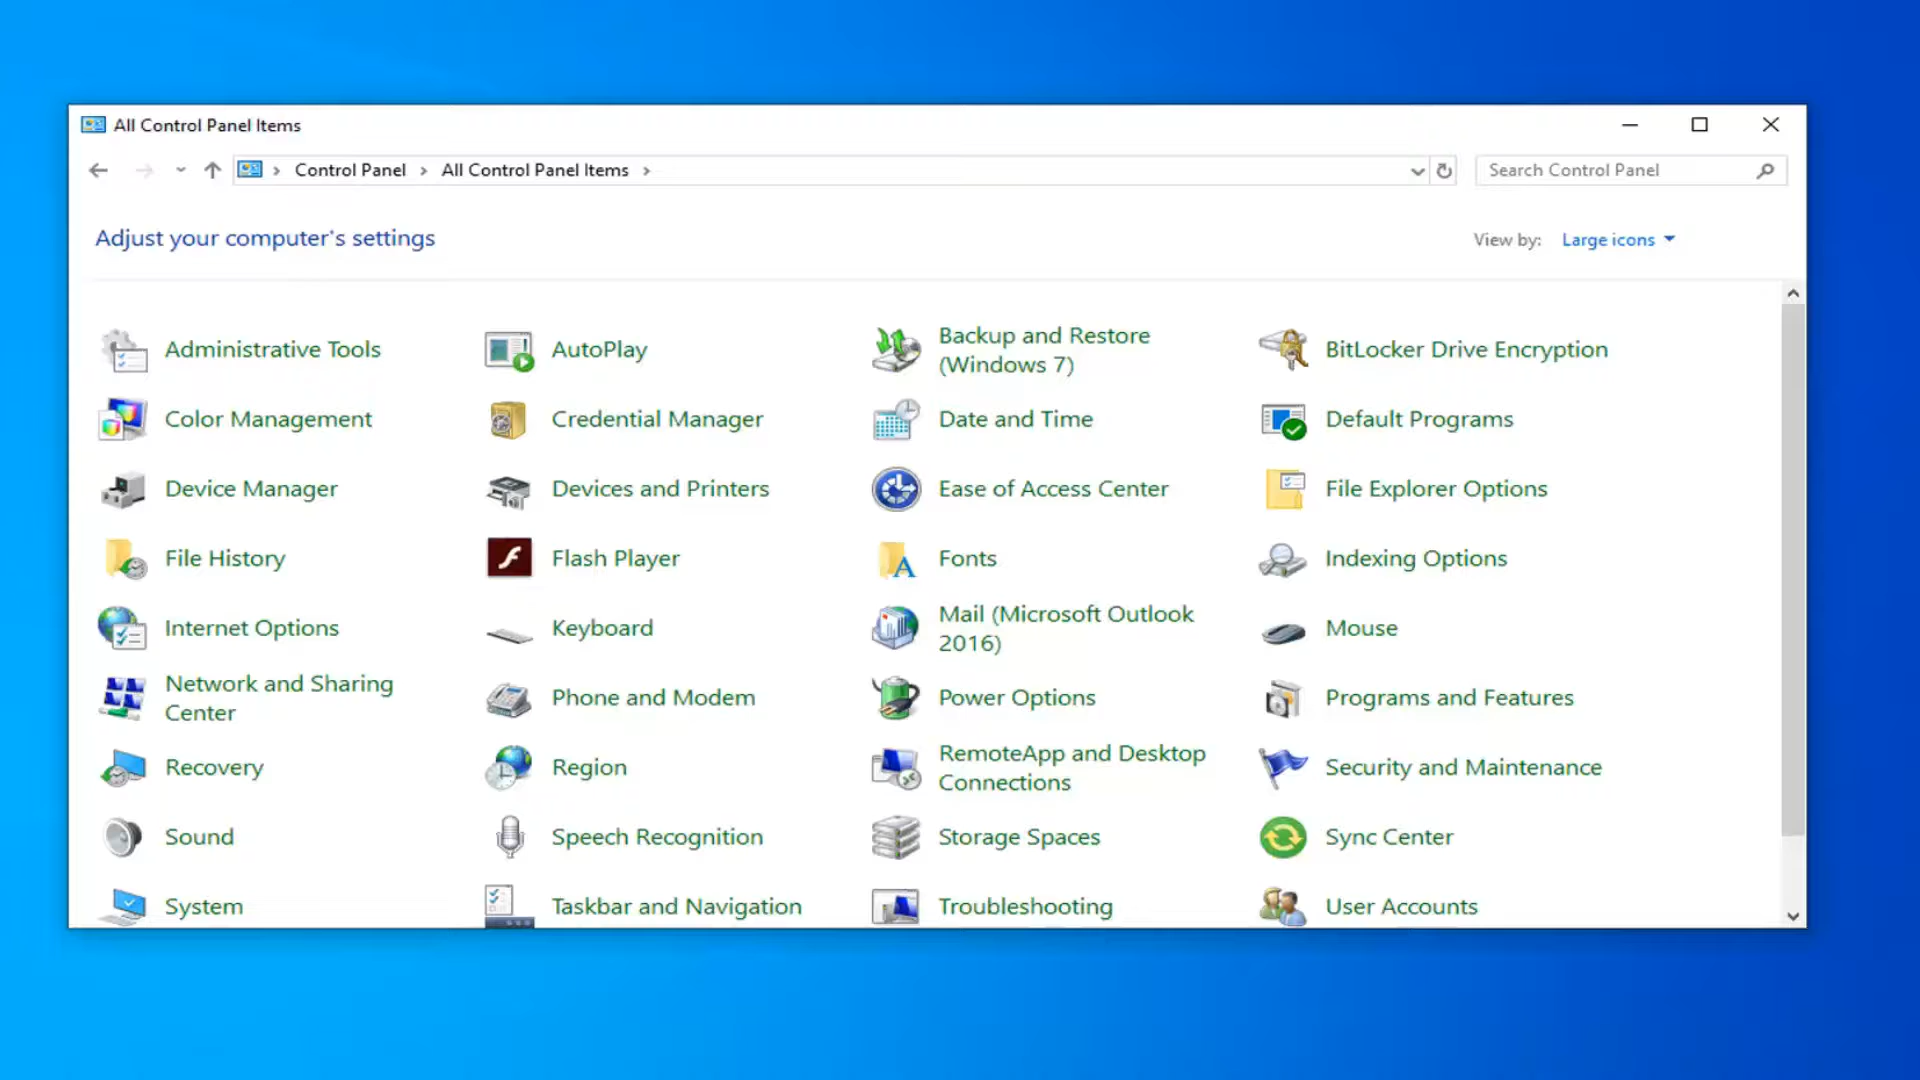 All Control Panel Items
Control Panel All Control Panel Items
Search Control Panel
Adjust your computer's settings
View by: Large icons
Administrative Tools
AutoPlay
Backup and Restore
(Windows 7)
BitLocker Drive Encryption
Color Management
Credential Manager
Date and Time
Default Programs
Device Manager
Devices and Printers
Ease of Access Center
File Explorer Options
File History
Flash Player
Fonts
Indexing Options
Internet Options
Keyboard
Mail (Microsoft Outlook
2016)
Mouse
Network and Sharing
Center
Phone and Modem
Power Options
Programs and Features
Recovery
Region
RemoteApp and Desktop
Connections
Security and Maintenance
Sound
Speech Recognition
Storage Spaces
Sync Center
System
Taskbar and Navigation
Troubleshooting
User Accounts